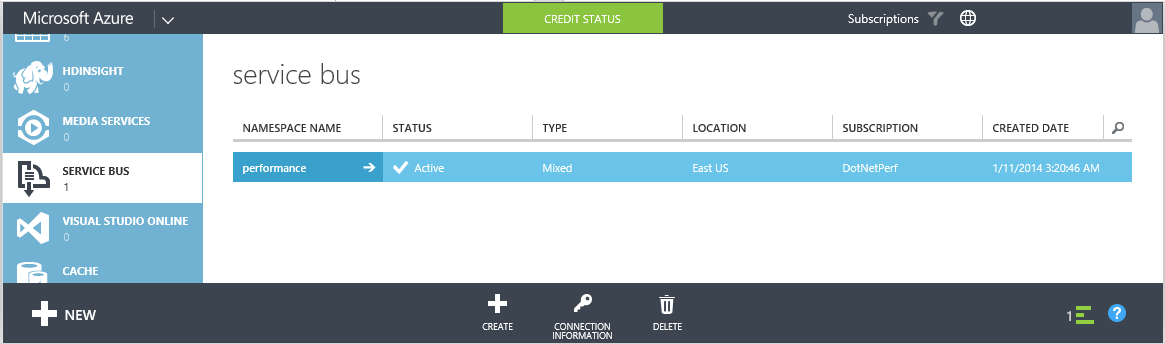 Microsoft Azure
CREDIT STATUS
Subscriptions
6
HDINSIGHT
0
MEDIA SERVICES
0
SERVICE BUS
1
VISUAL STUDIO ONLINE
0
CACHE
service bus
NAMESPACE NAME STATUS TYPE LOCATION SUBSCRIPTION CREATED DATE
performance Active Mixed East US DotNetPerf 1/11/2014 3:20:46 AM
NEW
CREATE
CONNECTION
INFORMATION
DELETE
1
?